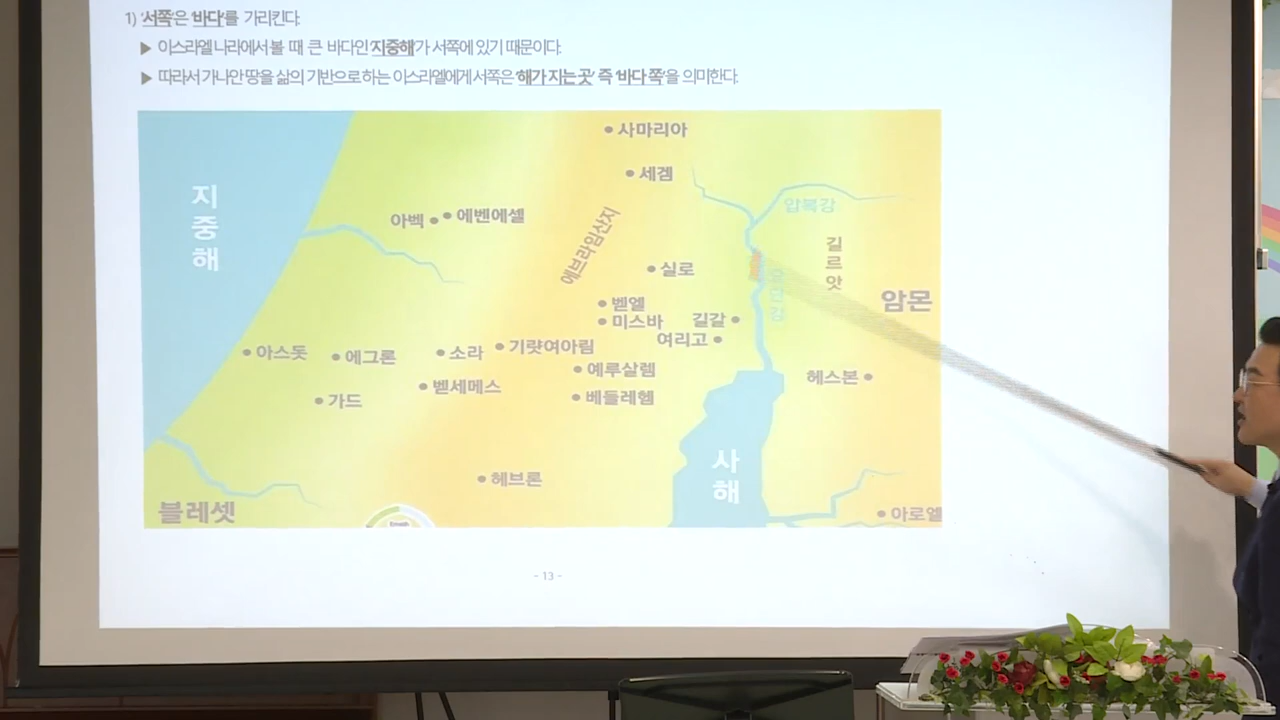 1) ‘서쪽’은 ‘바다’를 가리킨다.
▶ 이스라엘 나라에서 볼 때 큰 바다인 ‘지중해’가 서쪽에 있기 때문이다.
▶ 따라서 가나안 땅을 삶의 기반으로 하는 이스라엘에게 서쪽은 ‘해가 지는 곳’ 즉 ‘바다 쪽’을 의미한다.
사마리아
세겜
지중해
압복강
아벡
에벤에셀
에브라임산지
길르앗
실로
요단강
암몬
벧엘
미스바
길갈
여리고
기럇여아림
아스돗
에그론
소라
예루살렘
헤스본
벧세메스
가드
베들레헴
사해
헤브론
블레셋
아로엘
- 13 -